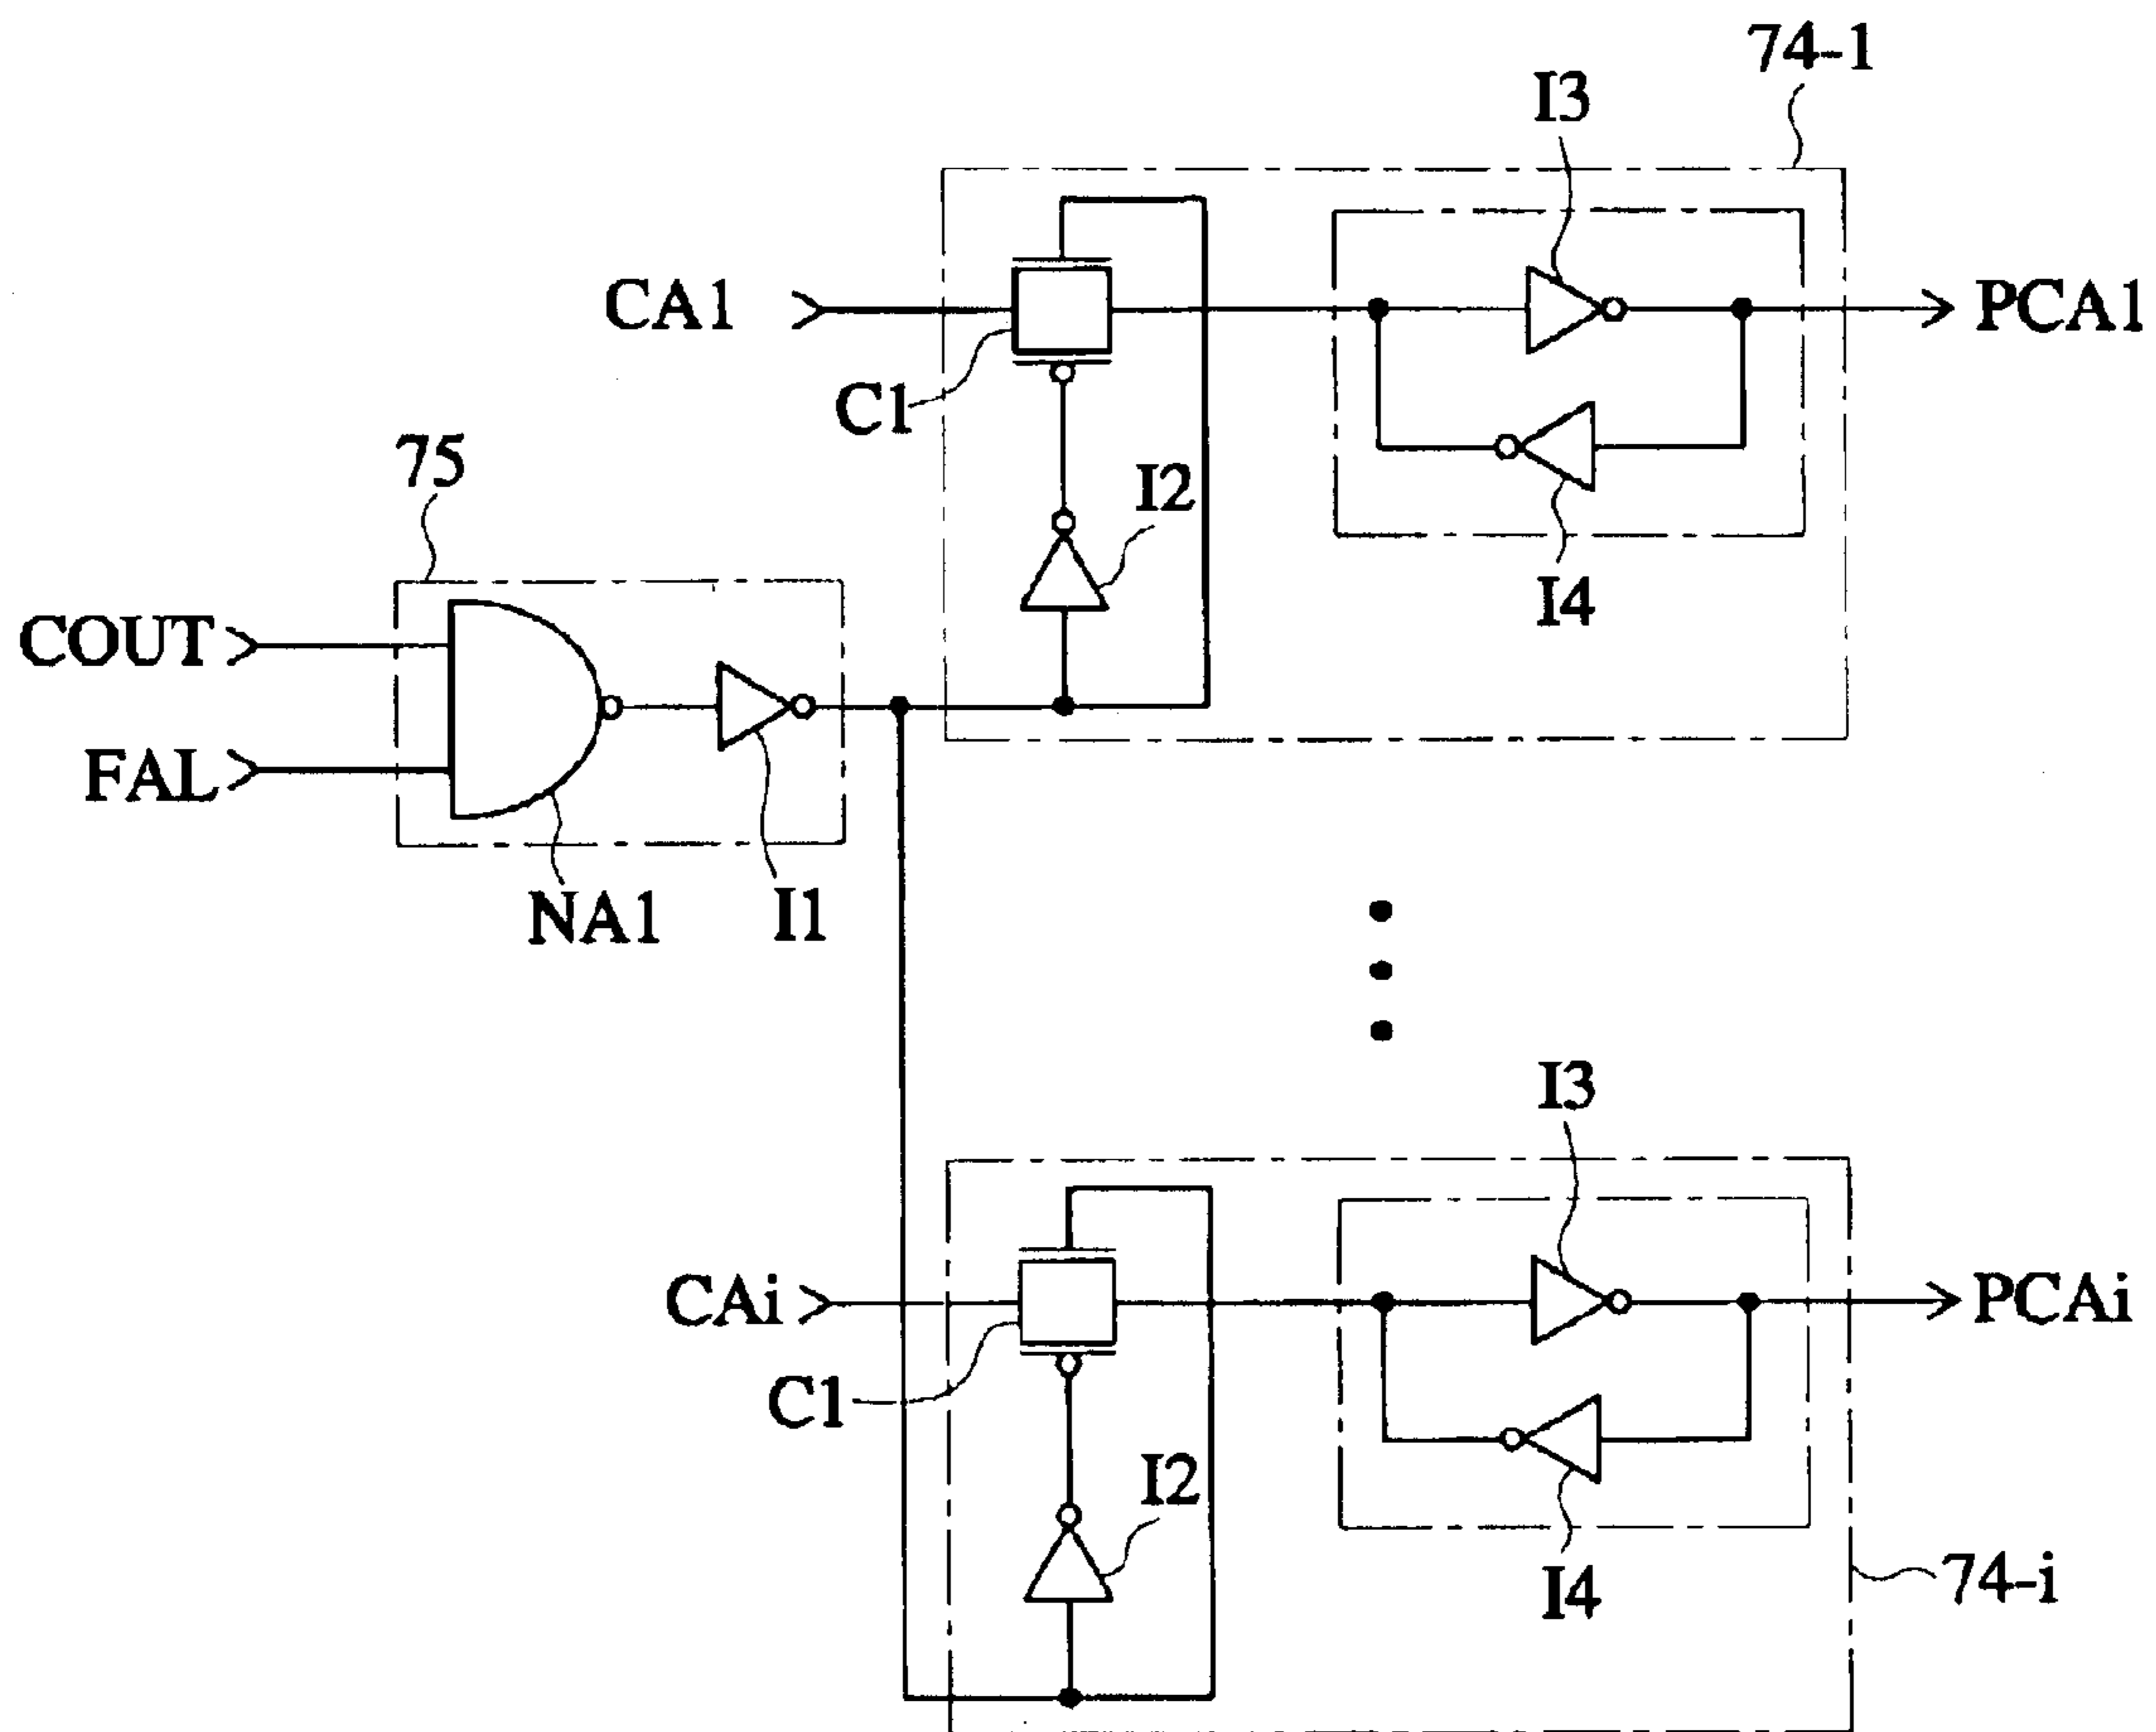 74-1
I3
CA1
PCA1
C1
75
I2
I4
COUT
FAL
NA1
I1
I3
CAi
PCAi
C1
I2
I4
74-i